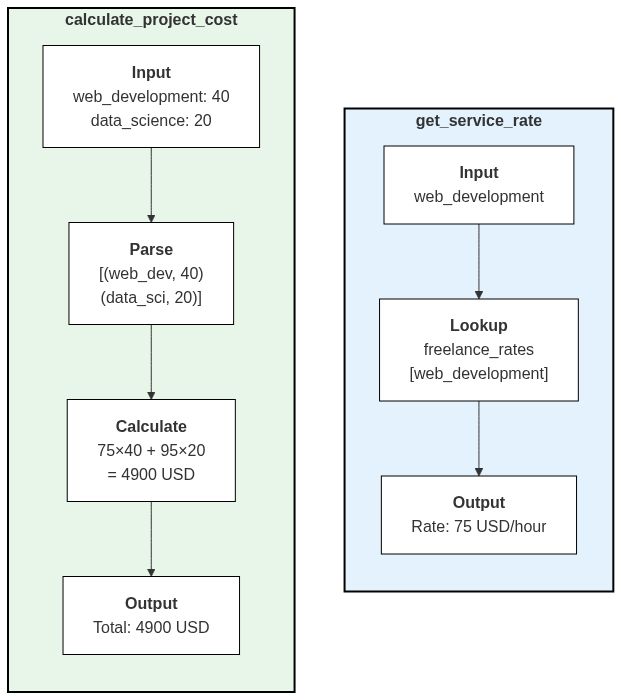 calculate_project_cost
Input
web_development: 40
data_science: 20
Parse
[(web_dev, 40)
(data_sci, 20)]
Calculate
75×40 + 95×20
= 4900 USD
Output
Total: 4900 USD
get_service_rate
Input
web_development
Lookup
freelance_rates
[web_development]
Output
Rate: 75 USD/hour